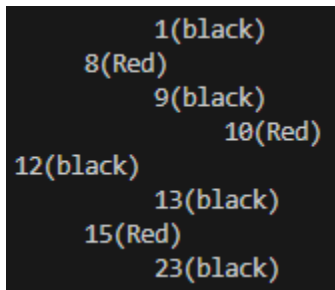 1(black)
8(Red)
9(black)
10(Red)
12(black)
13(black)
15(Red)
23(black)